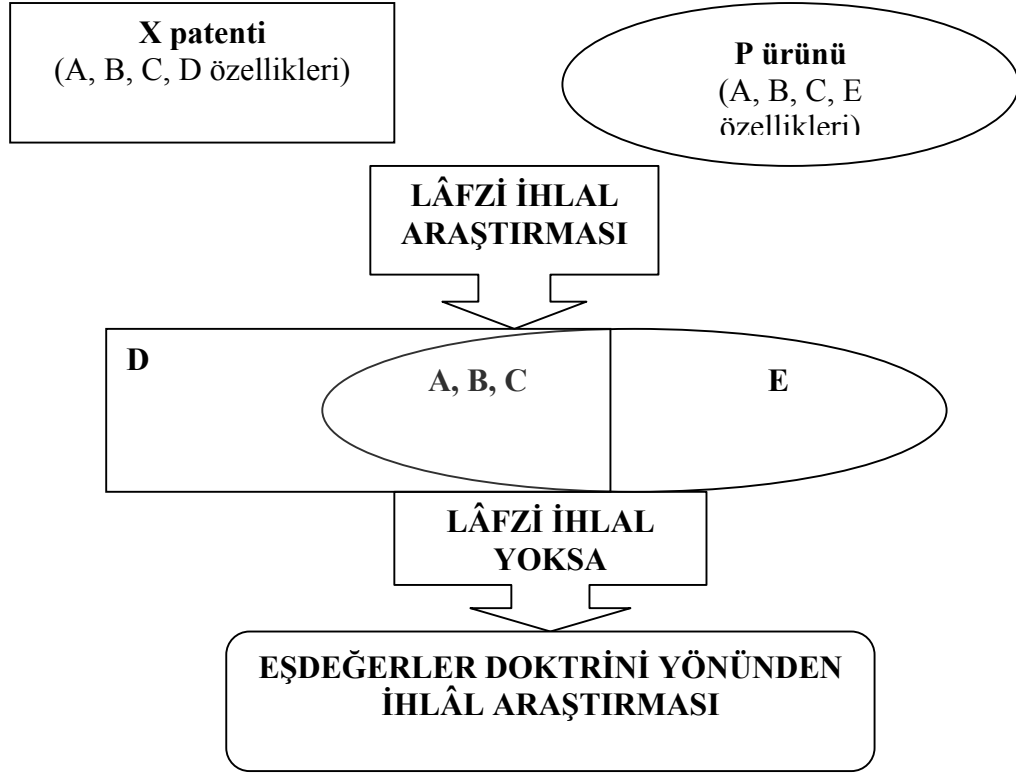 X patenti
(A, B, C, D özellikleri)
P ürünü
(A, B, C, E
özellikleri)
LÂFZİ İHLAL
ARAŞTIRMASI
D
A, B, C
E
LÂFZİ İHLAL
YOKSA
EŞDEĞERLER DOKTRİNİ YÖNÜNDEN
İHLÂL ARAŞTIRMASI